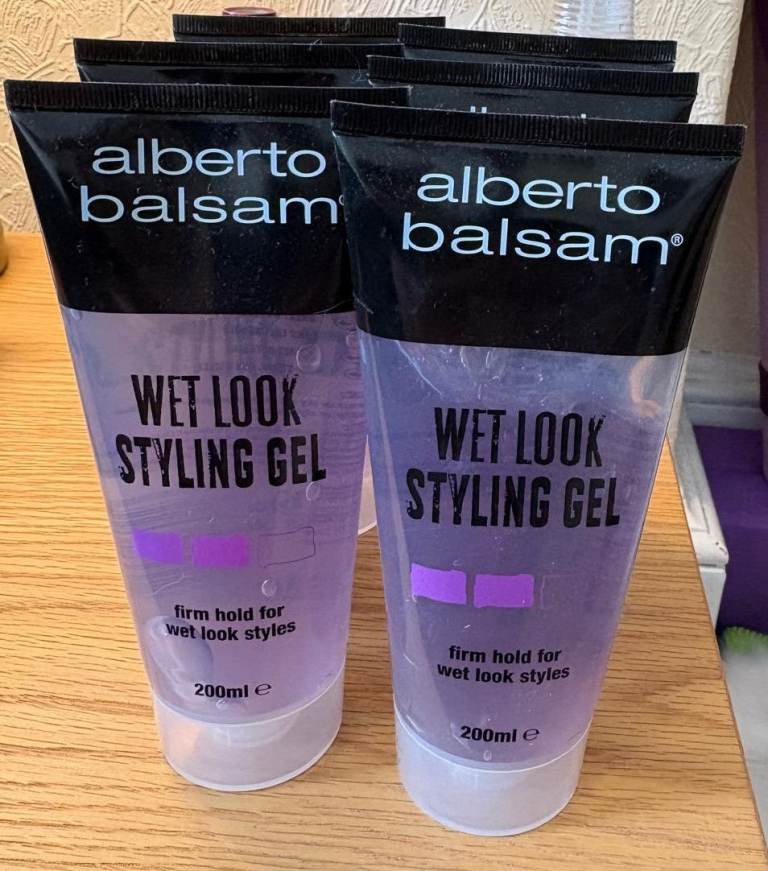 alberto
balsam
WET LOOK
STYLING GEL
firm hold for
wet look styles
200ml ℮
alberto
balsam®
WET LOOK
STYLING GEL
firm hold for
wet look styles
200ml ℮